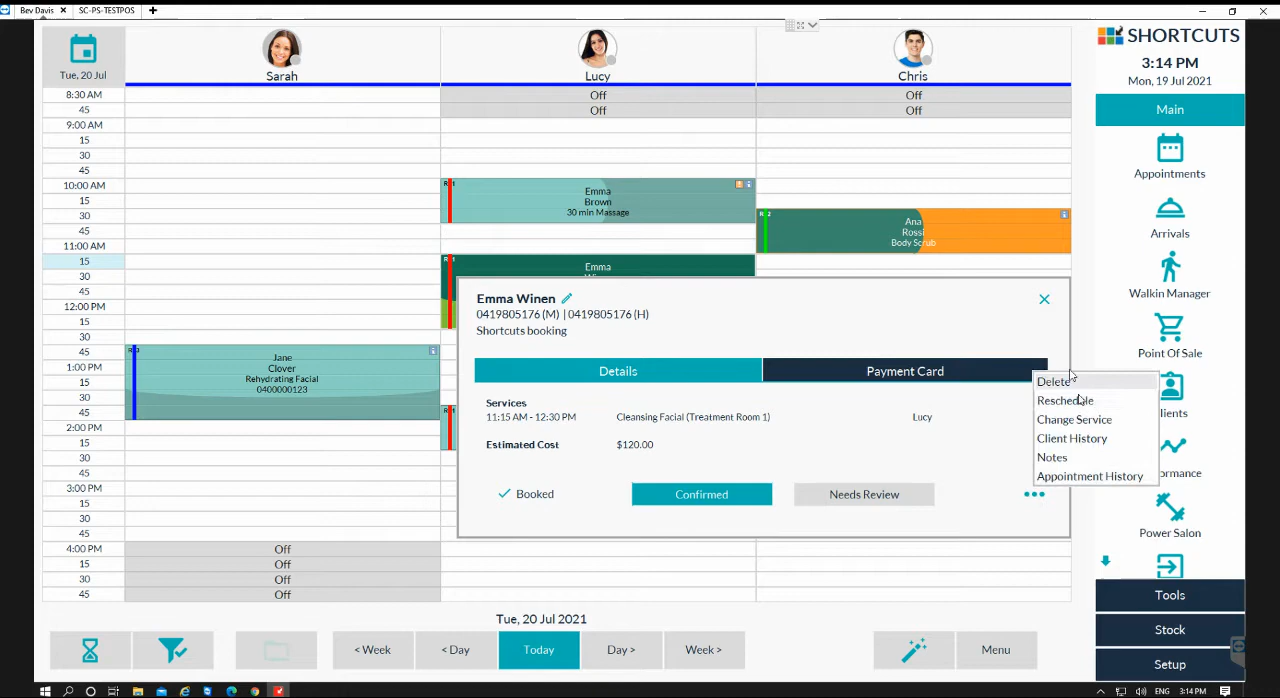 Bev Davis
SC-PS-TESTPOS
Tue, 20 Jul
Sarah
Lucy
Chris
SHORTCUTS
3:14 PM
Mon, 19 Jul 2021
Main
Appointments
Arrivals
Walkin Manager
Point Of Sale
lients
ormance
Power Salon
Tools
Stock
Setup
8:30 AM
45
9:00 AM
15
30
45
10:00 AM
15
30
45
11:00 AM
15
30
45
12:00 PM
15
30
45
1:00 PM
15
30
45
2:00 PM
15
30
45
3:00 PM
15
30
45
4:00 PM
15
30
45
Off
Off
Off
Off
Emma
Brown
30 min Massage
Ana
Rossi
Body Scrub
Emma
Jane
Clover
Rehydrating Facial
0400000123
Off
Off
Off
Off
Emma Winen
0419805176 (M) | 0419805176 (H)
Shortcuts booking
Details
Payment Card
Services
11:15 AM - 12:30 PM
Cleansing Facial (Treatment Room 1)
Lucy
Estimated Cost
$120.00
Booked
Confirmed
Needs Review
Delete
Reschedule
Change Service
Client History
Notes
Appointment History
Tue, 20 Jul 2021
< Week
< Day
Today
Day >
Week >
Menu
ENG
3:14 PM